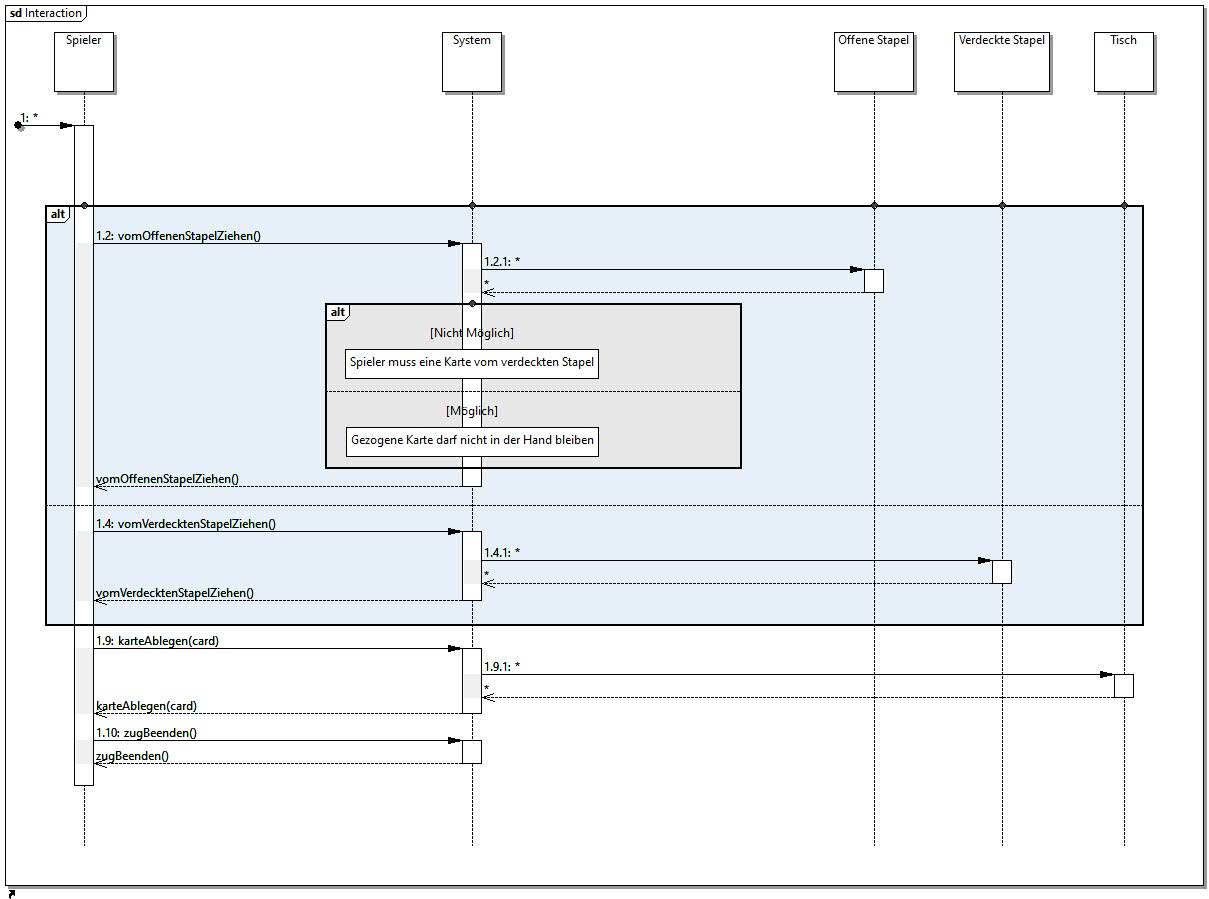 sd Interaction
Spieler
System
Offene Stapel
Verdeckte Stapel
Tisch
1: *
alt
1.2: vomOffenenStapelZiehen()
1.2.1: *
*
alt
[Nicht Möglich]
Spieler muss eine Karte vom verdeckten Stapel
[Möglich]
Gezogene Karte darf nicht in der Hand bleiben
vomOffenenStapelZiehen()
1.4: vomVerdecktenStapelZiehen()
1.4.1: *
*
vomVerdecktenStapelZiehen()
1.9: karteAblegen(card)
1.9.1: *
*
karteAblegen(card)
1.10: zugBeenden()
zugBeenden()